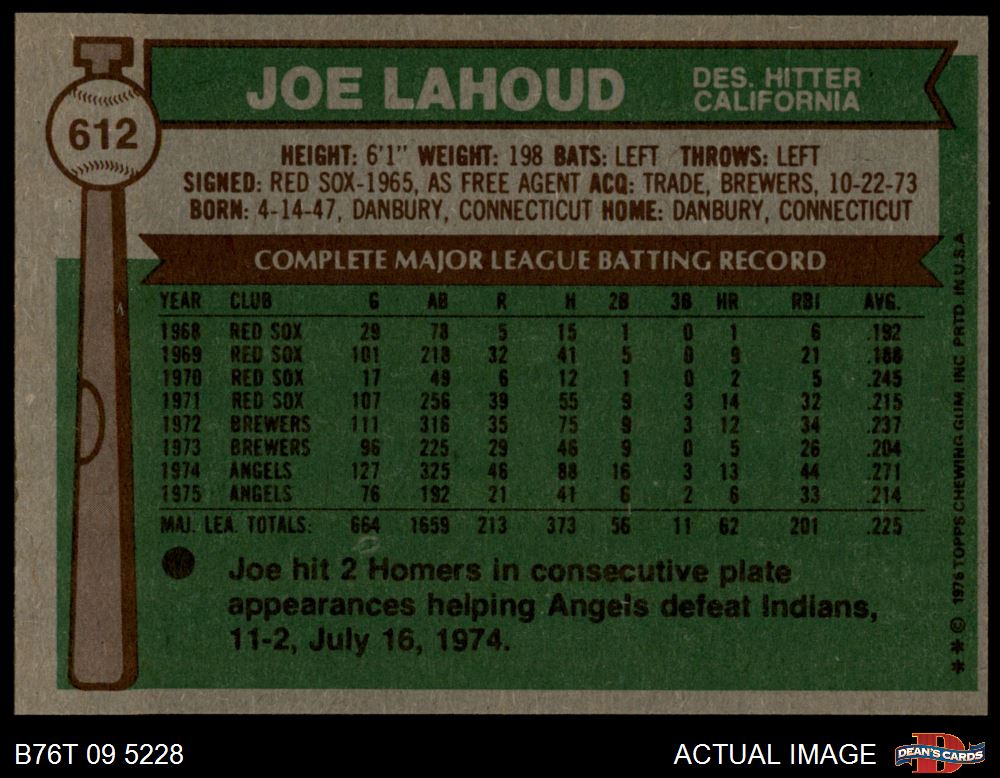 612
JOE LAHOUD
DES. HITTER
CALIFORNIA
HEIGHT: 6'1" WEIGHT: 198 BATS: LEFT THROWS: LEFT
SIGNED: RED SOX-1965, AS FREE AGENT ACQ: TRADE, BREWERS, 10-22-73
BORN: 4-14-47, DANBURY, CONNECTICUT HOME: DANBURY, CONNECTICUT
COMPLETE MAJOR LEAGUE BATTING RECORD
YEAR CLUB G AB R H 2B 3B HR RBI AVG.
1968 RED SOX 29 78 5 15 1 0 1 6 .192
1969 RED SOX 101 218 32 41 5 0 9 21 .188
1970 RED SOX 17 49 6 12 1 0 2 5 .245
1971 RED SOX 107 256 39 55 9 3 14 32 .215
1972 BREWERS 111 316 35 75 9 3 12 34 .237
1973 BREWERS 96 225 29 46 9 0 5 26 .204
1974 ANGELS 127 325 46 88 16 3 13 44 .271
1975 ANGELS 76 192 21 41 6 2 6 33 .214
MAJ. LEA. TOTALS: 664 1659 213 373 56 11 62 201 .225
Joe hit 2 Homers in consecutive plate
appearances helping Angels defeat Indians,
11-2, July 16, 1974.
** © 1976 TOPPS CHEWING GUM, INC PRTD. IN U.S.A
B76T 09 5228
ACTUAL IMAGE
DEAN'S CARDS